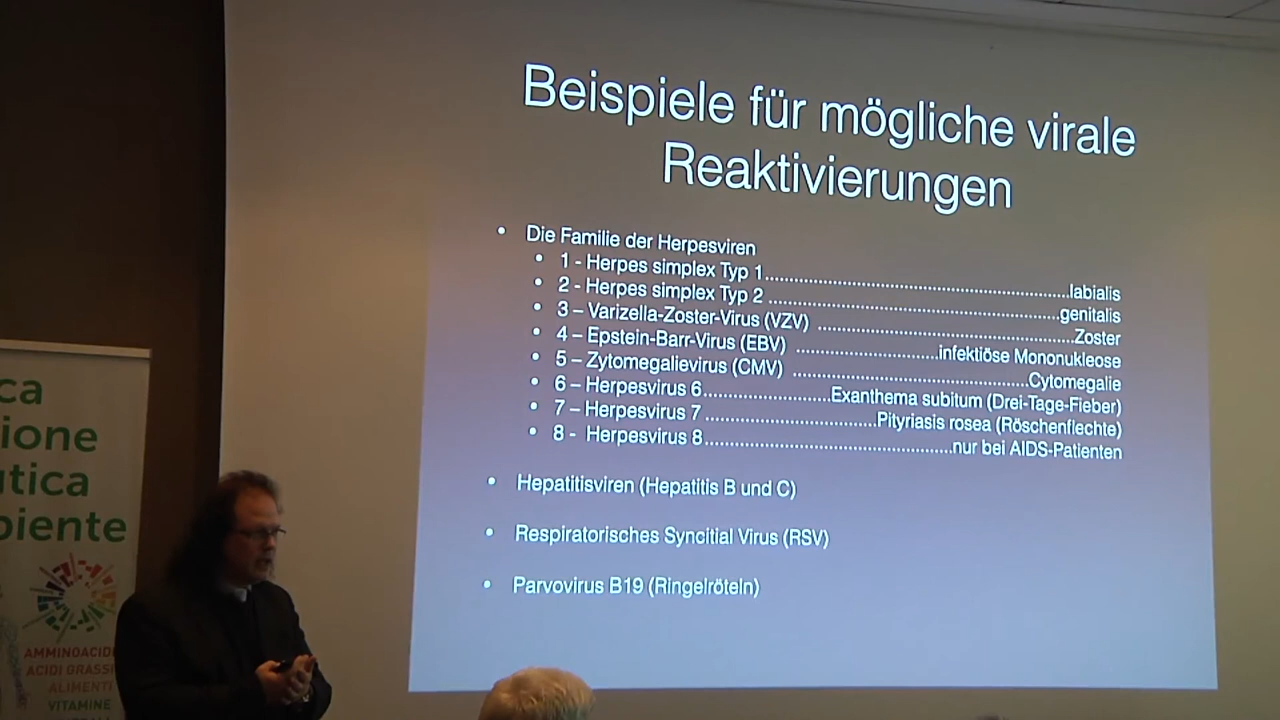 Beispiele für mögliche virale
Reaktivierungen
• Die Familie der Herpesviren
• 1 - Herpes simplex Typ 1..........................................................labialis
• 2 - Herpes simplex Typ 2 .......................................................genitalis
• 3 – Varizella-Zoster-Virus (VZV) ................................................Zoster
• 4 – Epstein-Barr-Virus (EBV) ...........................infektiöse Mononukleose
• 5 – Zytomegalievirus (CMV) .............................................Cytomegalie
• 6 – Herpesvirus 6........................Exanthema subitum (Drei-Tage-Fieber)
• 7 – Herpesvirus 7................................Pityriasis rosea (Röschenflechte)
• 8 - Herpesvirus 8...............................................nur bei AIDS-Patienten
• Hepatitisviren (Hepatitis B und C)
• Respiratorisches Syncitial Virus (RSV)
• Parvovirus B19 (Ringelröteln)
ca
ione
utica
biente
AMMINOACIDI
ACIDI GRASSI
ALIMENTI
VITAMINE